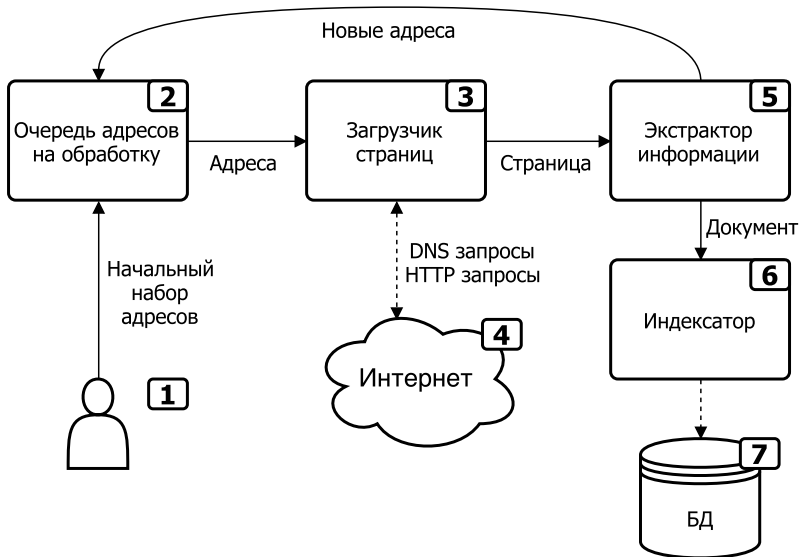 Новые адреса
2
Очередь адресов
на обработку
Адреса
3
Загрузчик
страниц
Страница
5
Экстрактор
информации
Документ
Начальный
набор
адресов
DNS запросы
HTTP запросы
6
Индексатор
1
4
Интернет
7
БД